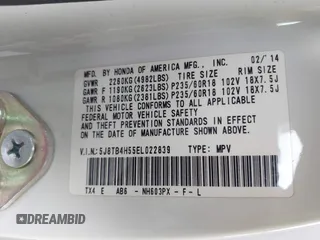 MFD. BY HONDA OF AMERICA MFG., INC. 02/'14
GVWR 2260KG(4982LBS) TIRE SIZE RIM SIZE
GAWR F 1190KG(2623LBS) P235/60R18 102V 18X7.5J
GAWR R 1080KG(2381LBS) P235/60R18 102V 18X7.5J
THIS VEHICLE CONFORMS TO ALL APPLICABLE
FEDERAL MOTOR VEHICLE SAFETY
AND THEFT PREVENTION STANDARDS IN EFFECT ON
THE DATE OF MANUFACTURE SHOWN ABOVE.
V.I.N: 5J8TB4H55EL022839 TYPE: MPV
TX4 E AB6 - NH603PX - F - L
DREAMBID